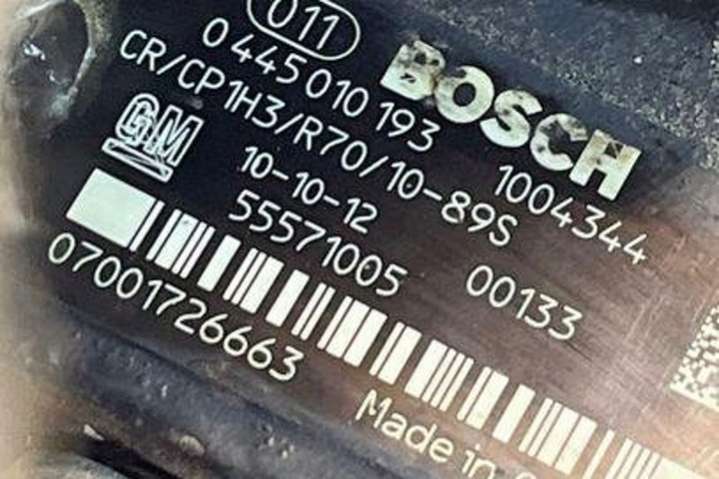 011
BOSCH
0 445 010 193 1004344
CR/CP1H3/R70/10-89S
GM
10-10-12
55571005 00133
07001726663
Made in